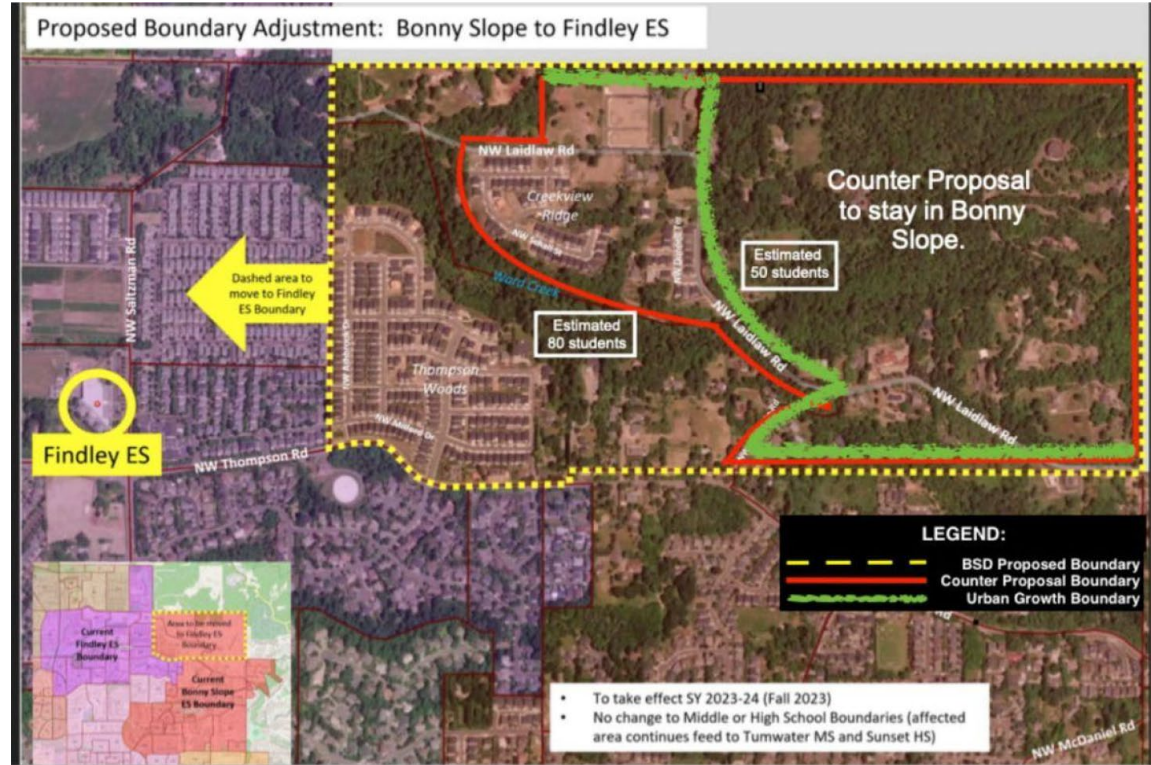 Proposed Boundary Adjustment: Bonny Slope to Findley ES
NW Laidlaw Rd
Creekview
Ridge
Counter Proposal
to stay in Bonny
Slope.
Estimated
50 students
NW Saltzman Rd
Dashed area to
move to Findley
ES Boundary
Ward Creek
Estimated
80 students
NW Laidlaw Rd
Thompson
Woods
NW Laidlaw Rd
Findley ES
NW Thompson Rd
LEGEND:
BSD Proposed Boundary
Counter Proposal Boundary
Urban Growth Boundary
Rd
Current
Findley ES
Boundary
Area to be moved
to Findley ES
Boundary
Current
Bonny Slope
ES Boundary
• To take effect SY 2023-24 (Fall 2023)
• No change to Middle or High School Boundaries (affected
area continues feed to Tumwater MS and Sunset HS)
NW McDaniel Rd